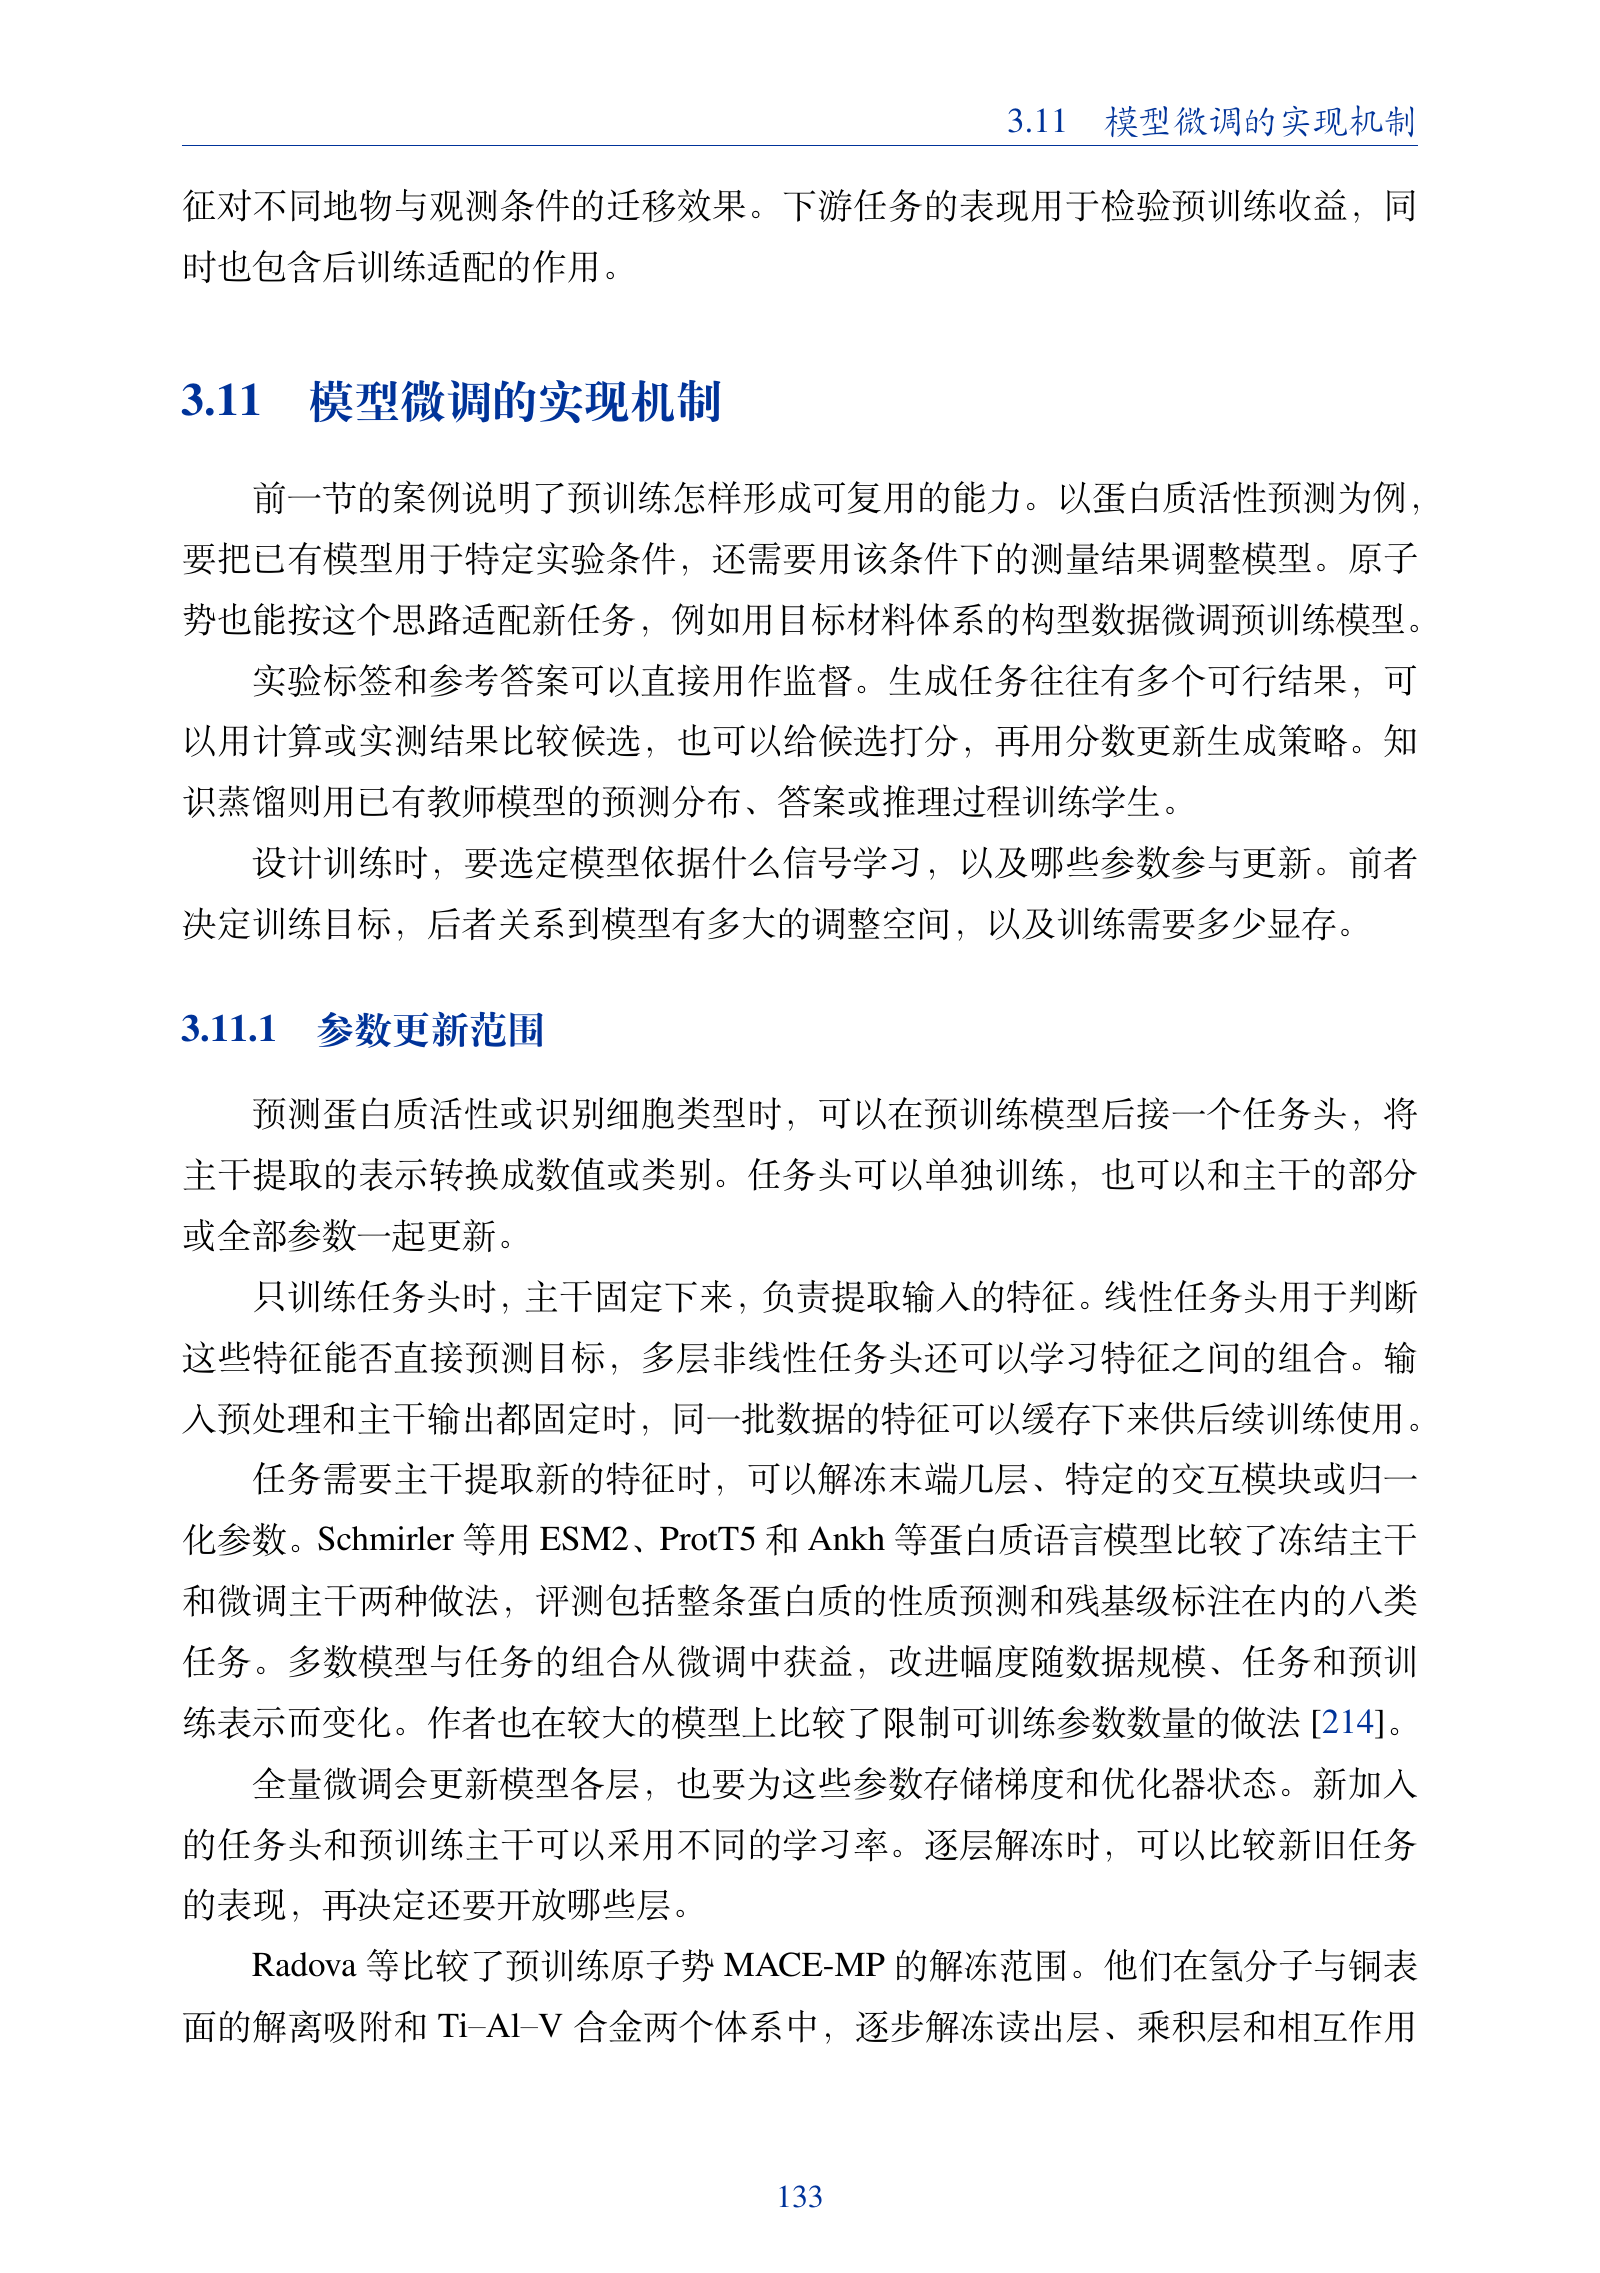 3.11 模型微调的实现机制
征对不同地物与观测条件的迁移效果。下游任务的表现用于检验预训练收益，同
时也包含后训练适配的作用。
3.11 模型微调的实现机制
前一节的案例说明了预训练怎样形成可复用的能力。以蛋白质活性预测为例，
要把已有模型用于特定实验条件，还需要用该条件下的测量结果调整模型。原子
势也能按这个思路适配新任务，例如用目标材料体系的构型数据微调预训练模型。
实验标签和参考答案可以直接用作监督。生成任务往往有多个可行结果，可
以用计算或实测结果比较候选，也可以给候选打分，再用分数更新生成策略。知
识蒸馏则用已有教师模型的预测分布、答案或推理过程训练学生。
设计训练时，要选定模型依据什么信号学习，以及哪些参数参与更新。前者
决定训练目标，后者关系到模型有多大的调整空间，以及训练需要多少显存。
3.11.1 参数更新范围
预测蛋白质活性或识别细胞类型时，可以在预训练模型后接一个任务头，将
主干提取的表示转换成数值或类别。任务头可以单独训练，也可以和主干的部分
或全部参数一起更新。
只训练任务头时，主干固定下来，负责提取输入的特征。线性任务头用于判断
这些特征能否直接预测目标，多层非线性任务头还可以学习特征之间的组合。输
入预处理和主干输出都固定时，同一批数据的特征可以缓存下来供后续训练使用。
任务需要主干提取新的特征时，可以解冻末端几层、特定的交互模块或归一
化参数。Schmirler 等用 ESM2、ProtT5 和 Ankh 等蛋白质语言模型比较了冻结主干
和微调主干两种做法，评测包括整条蛋白质的性质预测和残基级标注在内的八类
任务。多数模型与任务的组合从微调中获益，改进幅度随数据规模、任务和预训
练表示而变化。作者也在较大的模型上比较了限制可训练参数数量的做法 [214]。
全量微调会更新模型各层，也要为这些参数存储梯度和优化器状态。新加入
的任务头和预训练主干可以采用不同的学习率。逐层解冻时，可以比较新旧任务
的表现，再决定还要开放哪些层。
Radova 等比较了预训练原子势 MACE-MP 的解冻范围。他们在氢分子与铜表
面的解离吸附和 Ti–Al–V 合金两个体系中，逐步解冻读出层、乘积层和相互作用
133